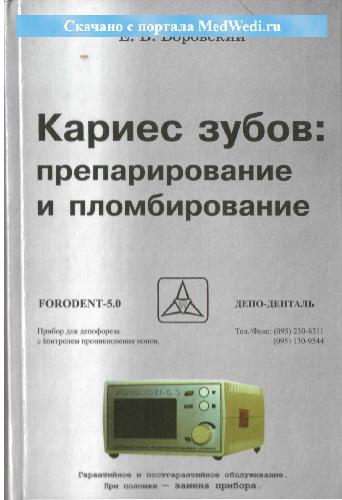 Скачано с портала MedWedi.ru
Е. В. Боровский
Кариес зубов:
препарирование
и пломбирование
FORODENT-5.0
ДЕПО-ДЕНТАЛЬ
Прибор для депофореза
с контролем проникновения ионов.
Тел./Факс: (095) 230-8311
(095) 130-9544
FORODENT-5.0
Гарантийное и постгарантийное обслуживание.
При поломке — замена прибора.